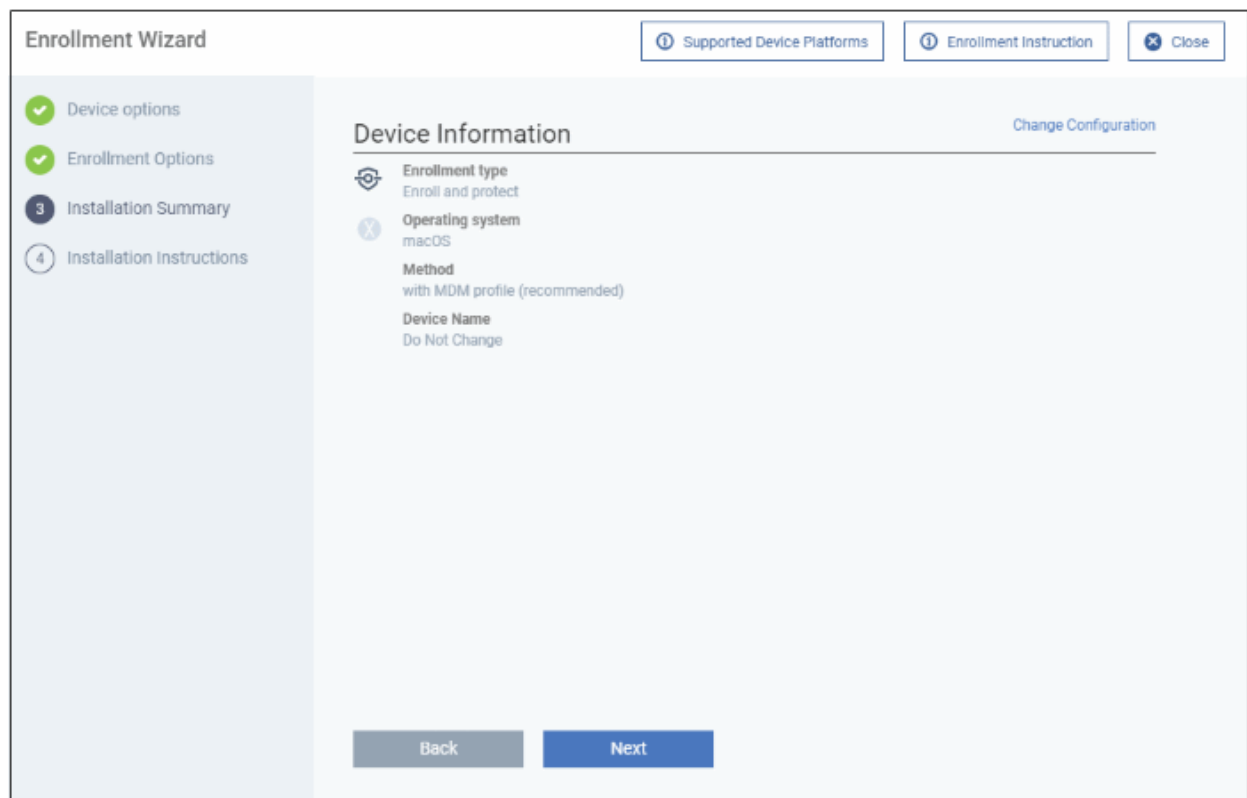 Enrollment Wizard
Supported Device Platforms
Enrollment Instruction
Close
Device options
Enrollment Options
3 Installation Summary
4 Installation Instructions
Device Information
Change Configuration
Enrollment type
Enroll and protect
Operating system
X
macOS
Method
with MDM profile (recommended)
Device Name
Do Not Change
Back
Next